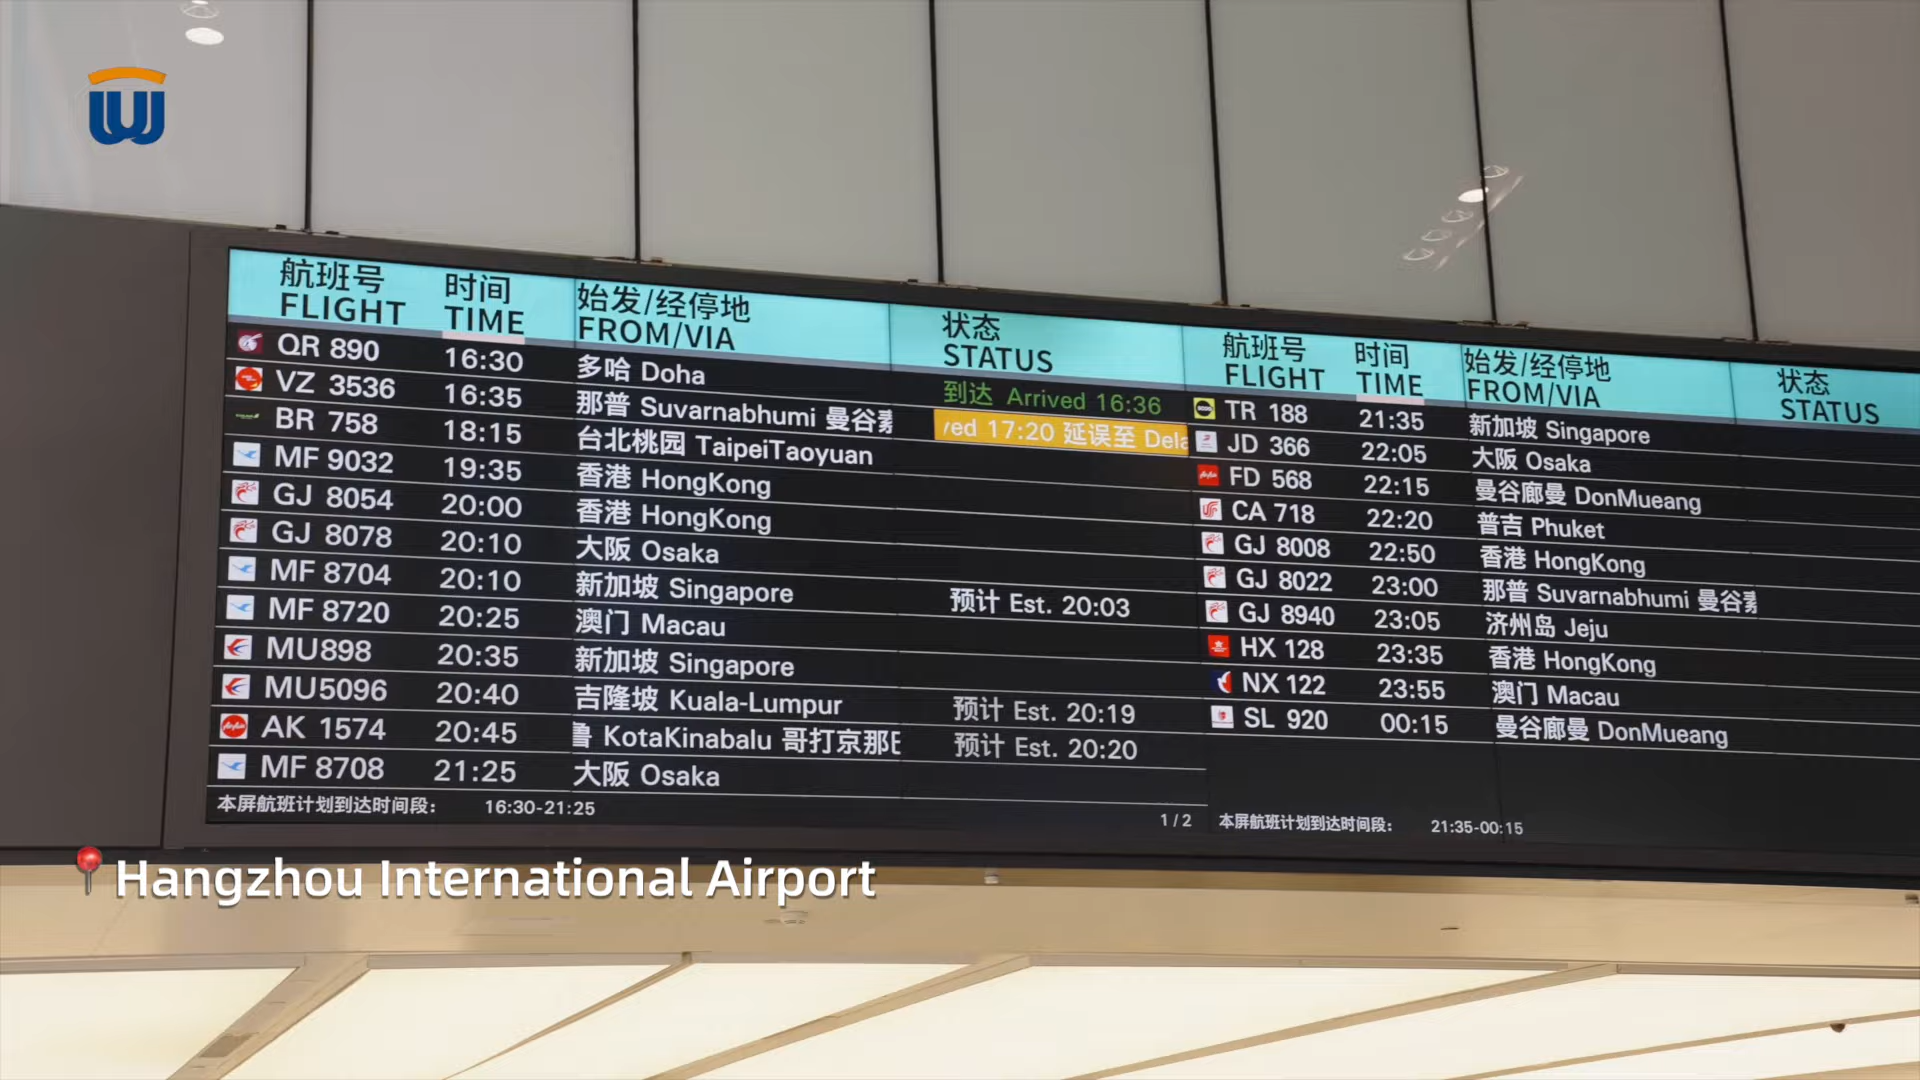 航班号 时间 始发/经停地 状态
FLIGHT TIME FROM/VIA STATUS
QR 890 16:30 多哈 Doha 到达 Arrived 16:36
VZ 3536 16:35 那普 Suvarnabhumi 曼谷 17:20 延误至
BR 758 18:15 台北桃园 TaipeiTaoyuan
MF 9032 19:35 香港 HongKong
GJ 8054 20:00 香港 HongKong
GJ 8078 20:10 大阪 Osaka
MF 8704 20:10 新加坡 Singapore 预计 Est. 20:03
MF 8720 20:25 澳门 Macau
MU898 20:35 新加坡 Singapore
MU5096 20:40 吉隆坡 Kuala-Lumpur 预计 Est. 20:19
AK 1574 20:45 鲁 KotaKinabalu 哥打京那 预计 Est. 20:20
MF 8708 21:25 大阪 Osaka
本屏航班计划到达时间段： 16:30-21:25
1/2
航班号 时间 始发/经停地 状态
FLIGHT TIME FROM/VIA STATUS
TR 188 21:35 新加坡 Singapore
JD 366 22:05 大阪 Osaka
FD 568 22:15 曼谷廊曼 DonMueang
CA 718 22:20 普吉 Phuket
GJ 8008 22:50 香港 HongKong
GJ 8022 23:00 那普 Suvarnabhumi 曼谷
GJ 8940 23:05 济州岛 Jeju
HX 128 23:35 香港 HongKong
NX 122 23:55 澳门 Macau
SL 920 00:15 曼谷廊曼 DonMueang
本屏航班计划到达时间段： 21:35-00:15
Hangzhou International Airport